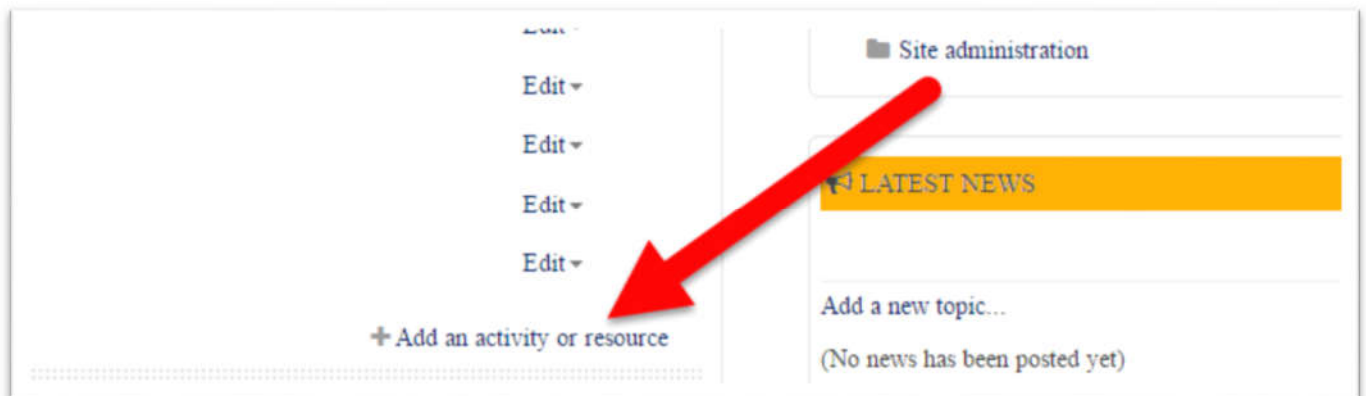 Edit
Edit
Edit
Edit
+ Add an activity or resource
Site administration
LATEST NEWS
Add a new topic...
(No news has been posted yet)